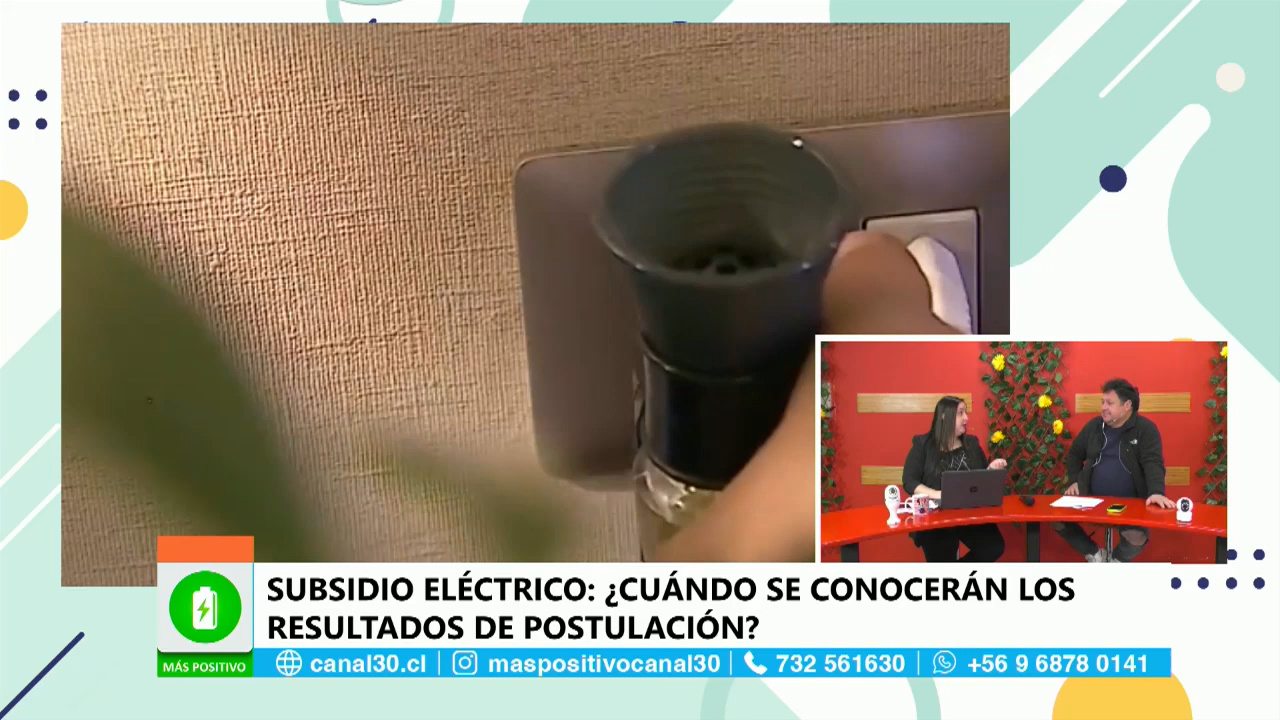 SUBSIDIO ELÉCTRICO: ¿CUÁNDO SE CONOCERÁN LOS
RESULTADOS DE POSTULACIÓN?
MÁS POSITIVO
canal30.cl
maspositivocanal30
732 561630
+56 9 6878 0141